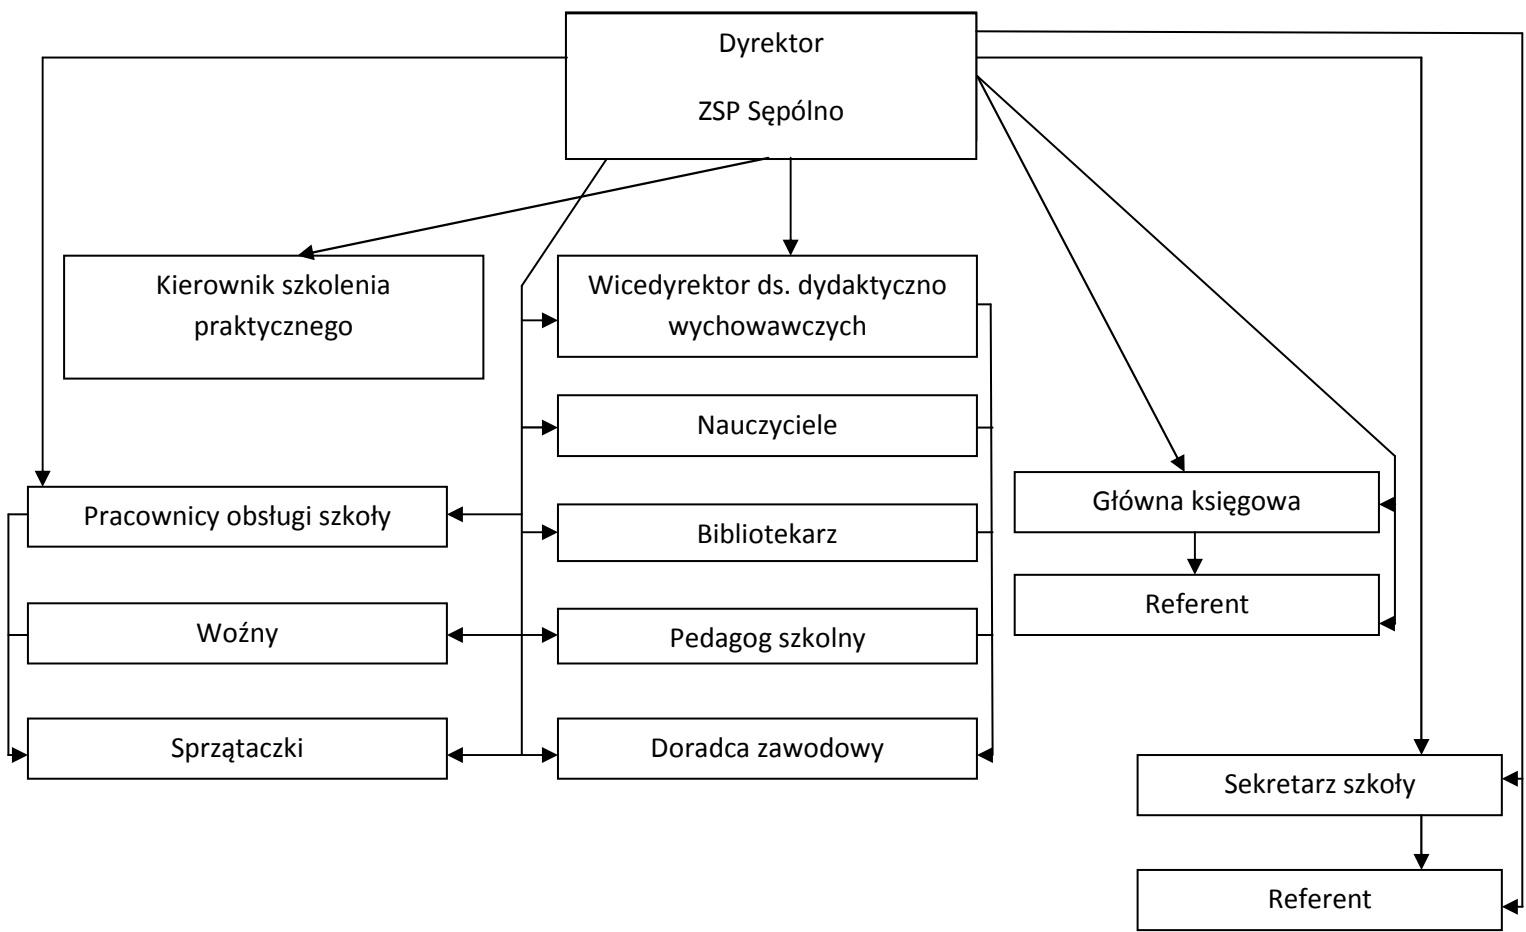 Dyrektor
ZSP Sępólno
Kierownik szkolenia
praktycznego
Wicedyrektor ds. dydaktyczno
wychowawczych
Nauczyciele
Główna księgowa
Pracownicy obsługi szkoły
Bibliotekarz
Referent
Woźny
Pedagog szkolny
Sprzątaczki
Doradca zawodowy
Sekretarz szkoły
Referent